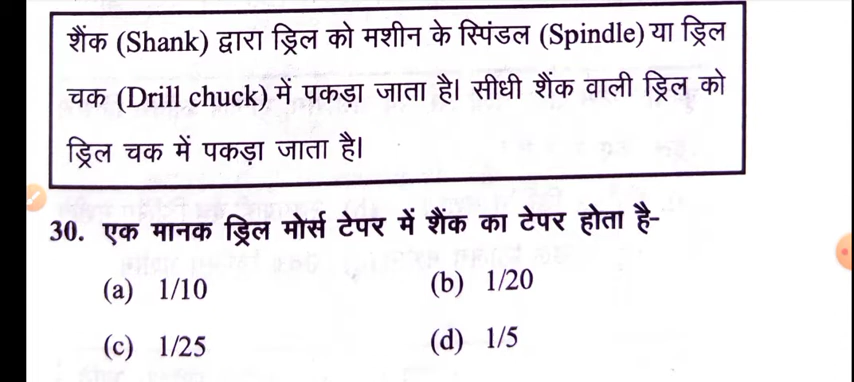 शैंक (Shank) द्वारा ड्रिल को मशीन के स्पिंडल (Spindle) या ड्रिल
चक (Drill chuck) में पकड़ा जाता है। सीधी शैंक वाली ड्रिल को
ड्रिल चक में पकड़ा जाता है।
30. एक मानक ड्रिल मोर्स टेपर में शैंक का टेपर होता है-
(a) 1/10 (b) 1/20
(c) 1/25 (d) 1/5